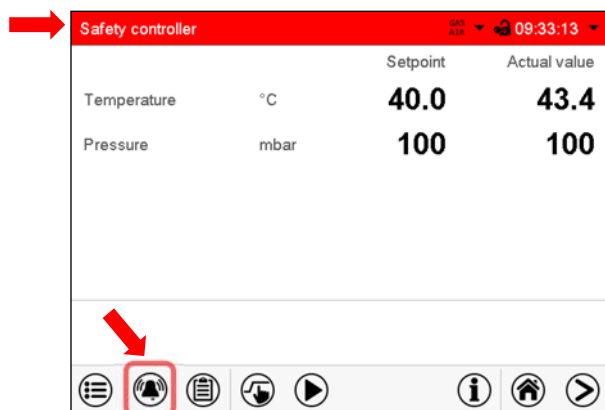 Safety controller GAS AIR 09:33:13
Setpoint Actual value
Temperature °C 40.0 43.4
Pressure mbar 100 100